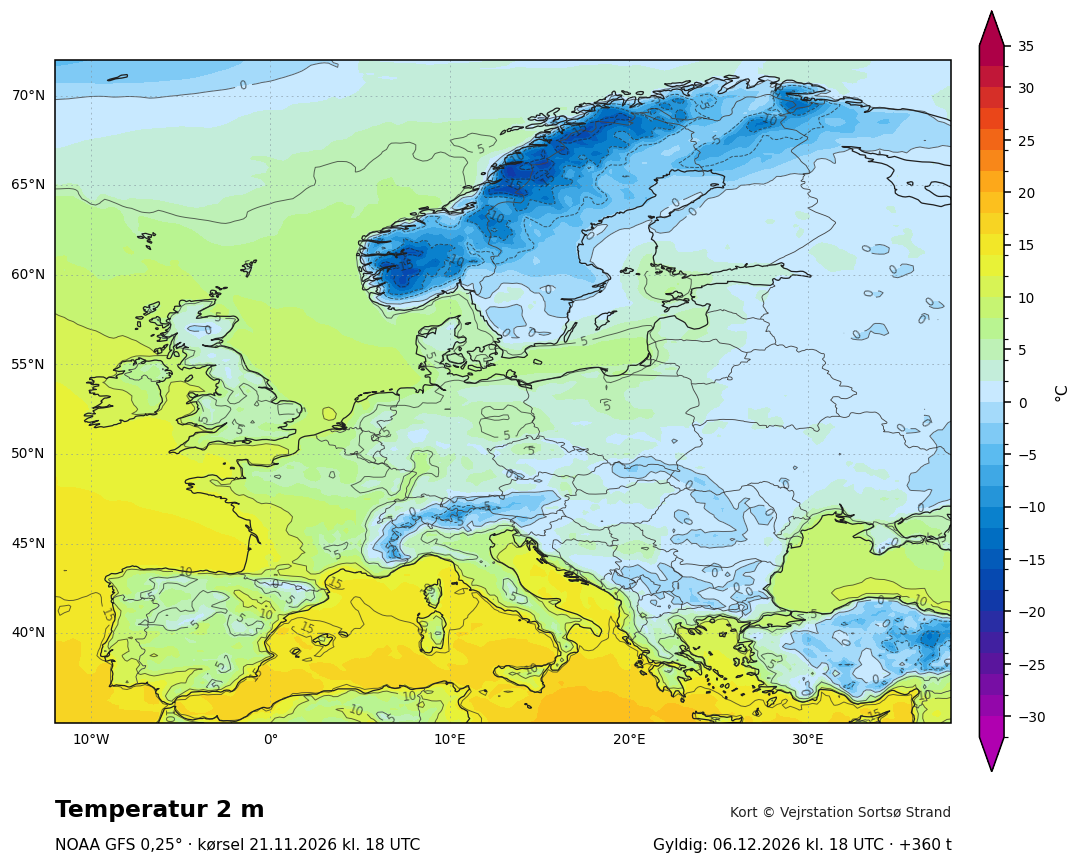 35
30
25
20
15
10
5
0
−5
−10
−15
−20
−25
−30
°C
70°N
65°N
60°N
55°N
50°N
45°N
40°N
10°W 0° 10°E 20°E 30°E
Temperatur 2 m
Kort © Vejrstation Sortsø Strand
NOAA GFS 0,25° · kørsel 21.11.2026 kl. 18 UTC
Gyldig: 06.12.2026 kl. 18 UTC · +360 t